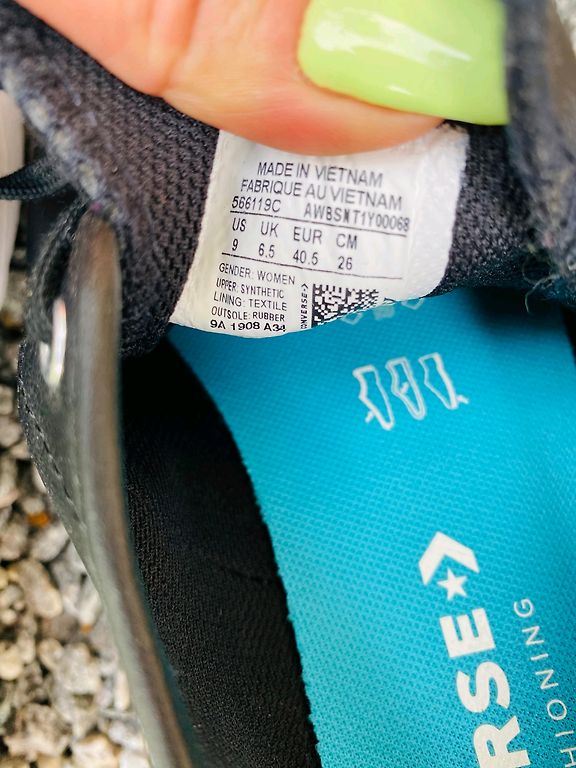 MADE IN VIETNAM
FABRIQUE AU VIETNAM
566119C AWBSNT1Y00068
US UK EUR CM
9 6.5 40.5 26
GENDER: WOMEN
UPPER: SYNTHETIC
LINING: TEXTILE
OUTSOLE: RUBBER
9A 1908 A34
CONVERSE
RSE
HIONING